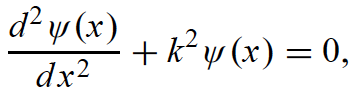 d²ψ(x)/dx² + k²ψ(x) = 0,